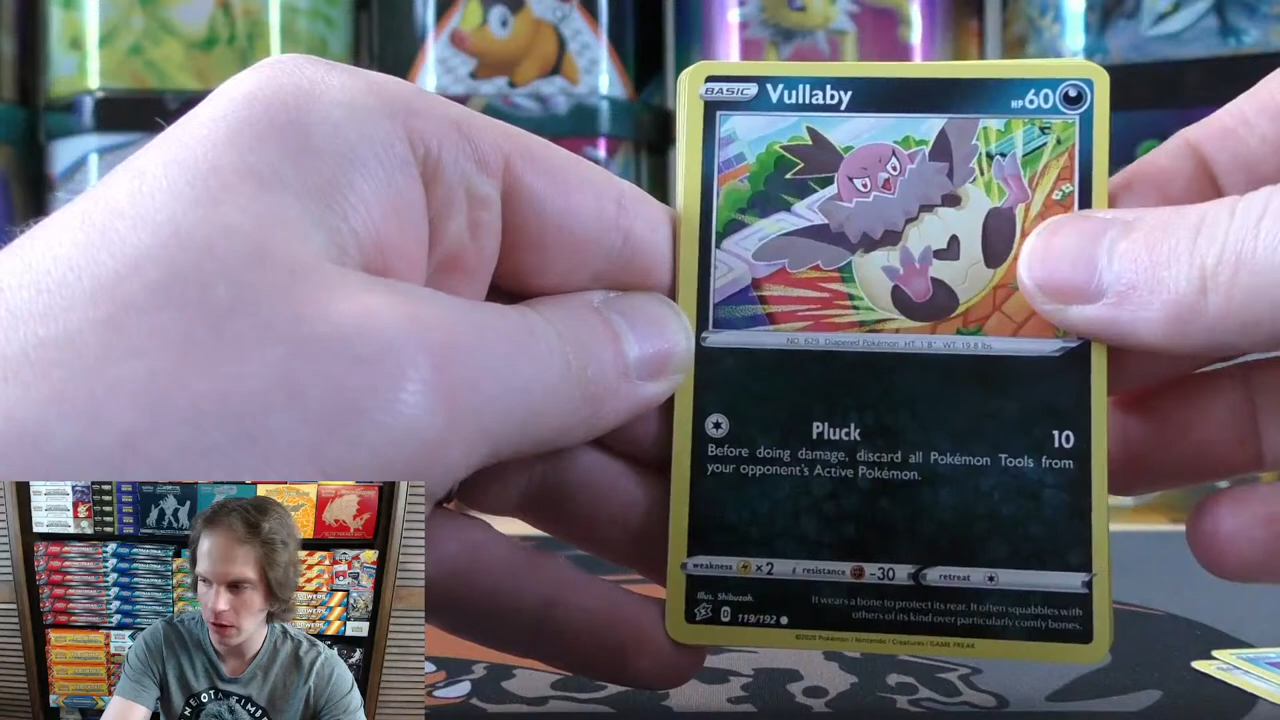 BASIC Vullaby HP 60
NO. 629 Diapered Pokémon HT: 1'8" WT: 19.8 lbs.
Pluck 10
Before doing damage, discard all Pokémon Tools from
your opponent's Active Pokémon.
weakness ×2 resistance -30 retreat
Illus. Shibuzoh.
It wears a bone to protect its rear. It often squabbles with
others of its kind over particularly comfy bones.
D 119/192
©2020 Pokémon / Nintendo / Creatures / GAME FREAK